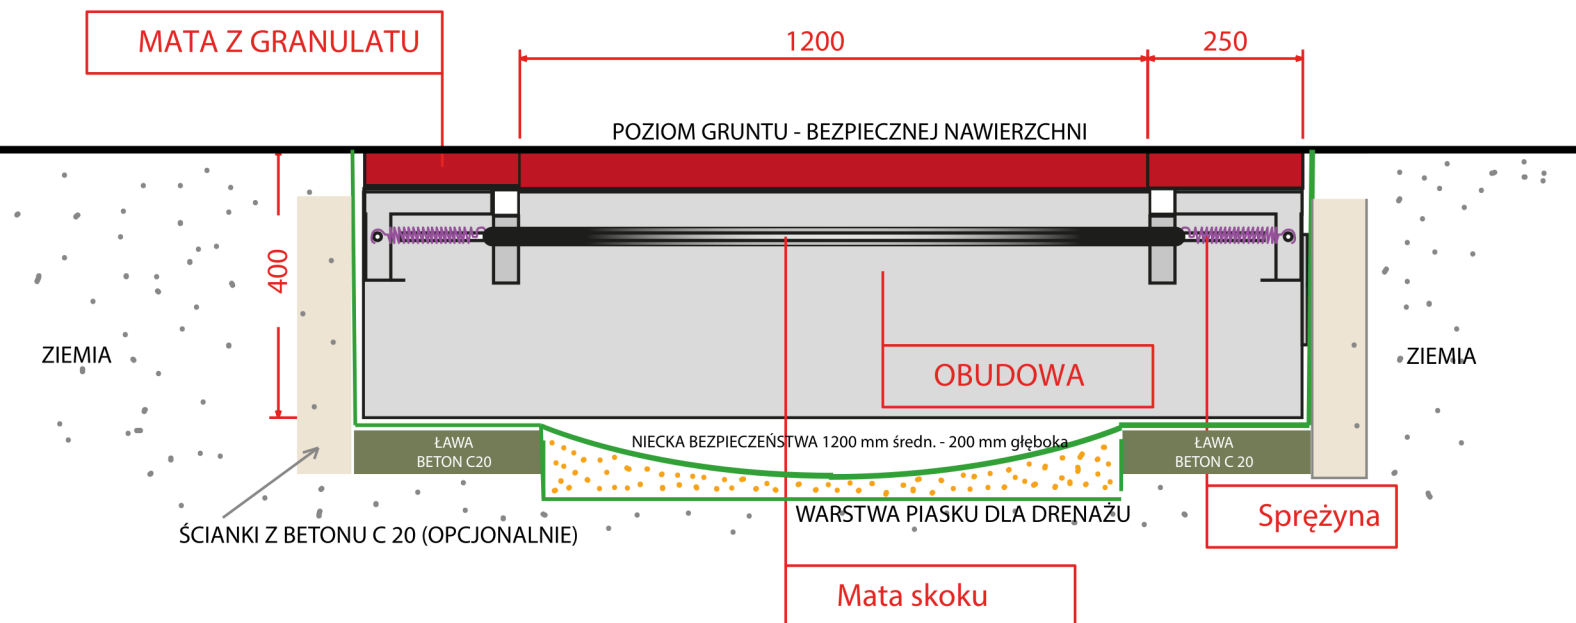 MATA Z GRANULATU
1200
250
POZIOM GRUNTU - BEZPIECZNEJ NAWIERZCHNI
400
ZIEMIA
ZIEMIA
OBUDOWA
NIECKA BEZPIECZEŃSTWA 1200 mm średn. - 200 mm głęboka
ŁAWA
BETON C20
ŁAWA
BETON C 20
WARSTWA PIASKU DLA DRENAŻU
Sprężyna
ŚCIANKI Z BETONU C 20 (OPCJONALNIE)
Mata skoku